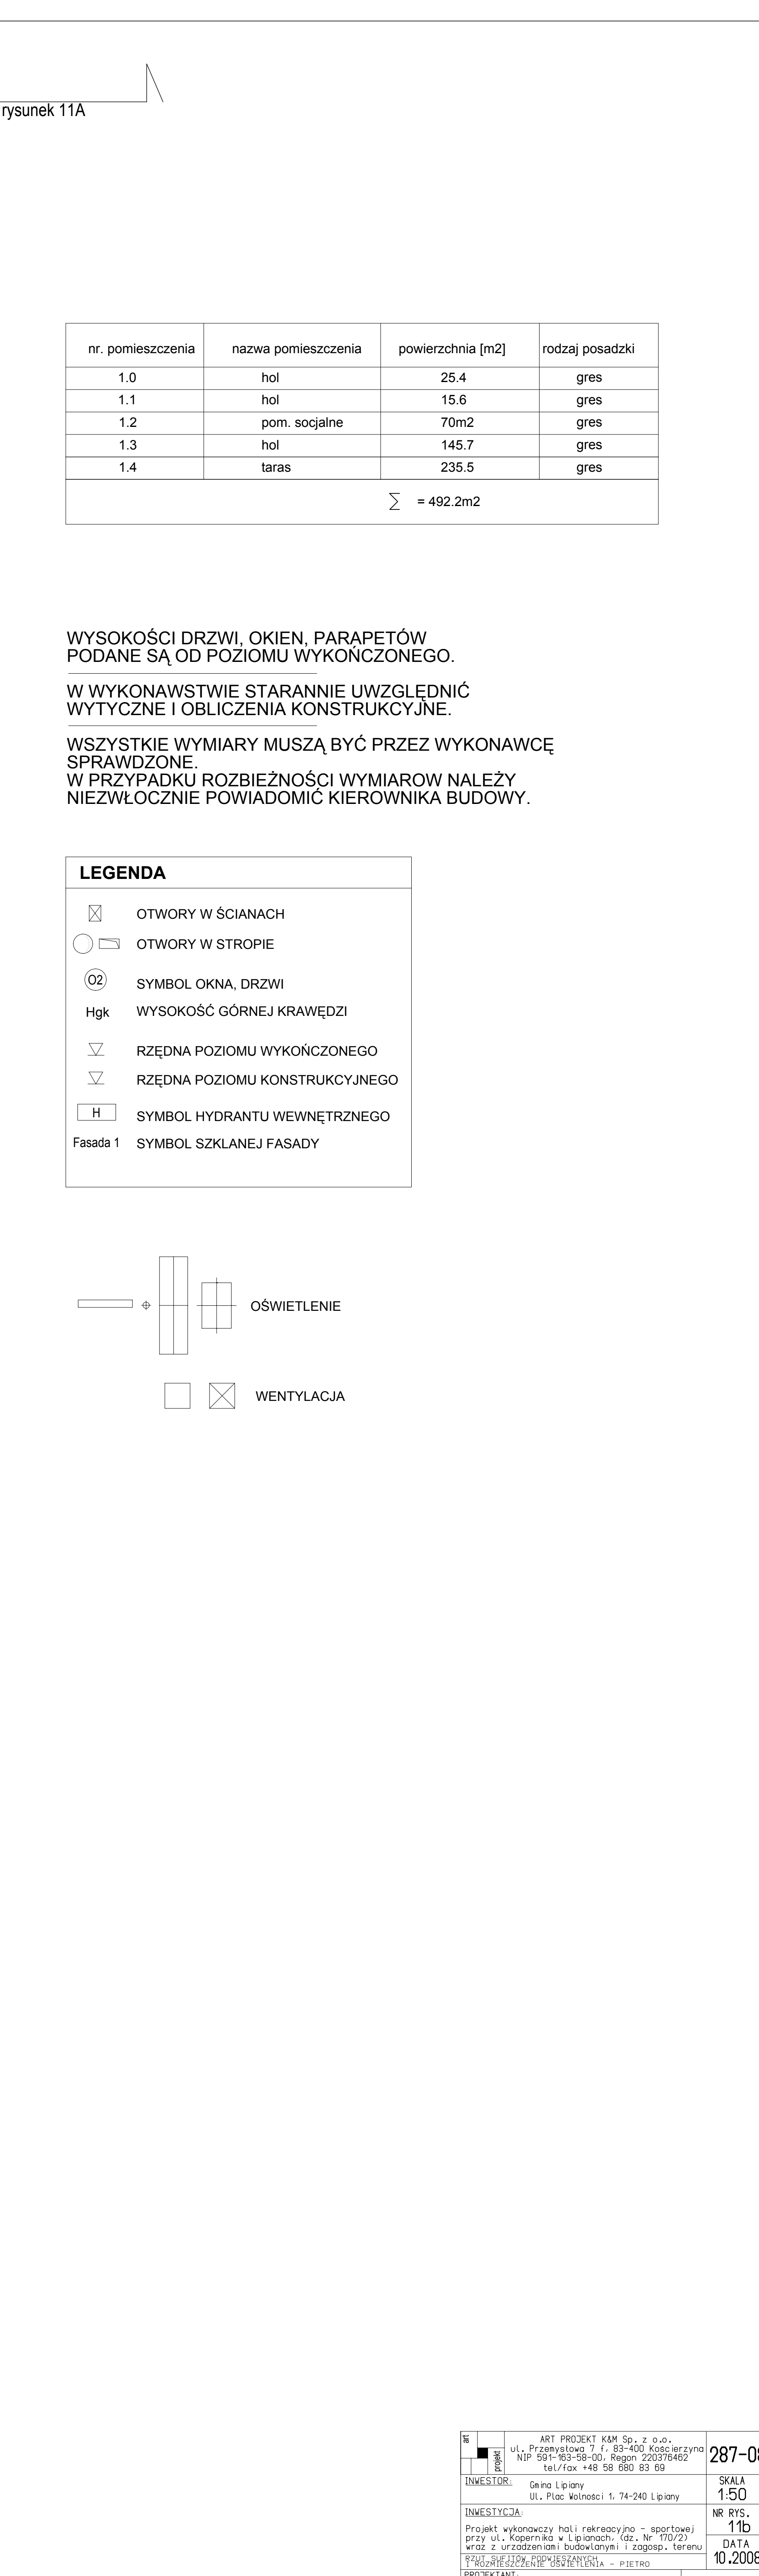 rysunek 11A
nr. pomieszczenia nazwa pomieszczenia powierzchnia [m2] rodzaj posadzki
1.0 hol 25.4 gres
1.1 hol 15.6 gres
1.2 pom. socjalne 70m2 gres
1.3 hol 145.7 gres
1.4 taras 235.5 gres
∑ = 492.2m2
WYSOKOŚCI DRZWI, OKIEN, PARAPETÓW
PODANE SĄ OD POZIOMU WYKOŃCZONEGO.
W WYKONAWSTWIE STARANNIE UWZGLĘDNIĆ
WYTYCZNE I OBLICZENIA KONSTRUKCYJNE.
WSZYSTKIE WYMIARY MUSZĄ BYĆ PRZEZ WYKONAWCĘ
SPRAWDZONE.
W PRZYPADKU ROZBIEŻNOŚCI WYMIAROW NALEŻY
NIEZWŁOCZNIE POWIADOMIĆ KIEROWNIKA BUDOWY.
LEGENDA
OTWORY W ŚCIANACH
OTWORY W STROPIE
O2 SYMBOL OKNA, DRZWI
Hgk WYSOKOŚĆ GÓRNEJ KRAWĘDZI
RZĘDNA POZIOMU WYKOŃCZONEGO
RZĘDNA POZIOMU KONSTRUKCYJNEGO
H SYMBOL HYDRANTU WEWNĘTRZNEGO
Fasada 1 SYMBOL SZKLANEJ FASADY
OŚWIETLENIE
WENTYLACJA
art projekt
ART PROJEKT K&M Sp. z o.o.
ul. Przemysłowa 7 f, 83-400 Kościerzyna
NIP 591-163-58-00, Regon 220376462
tel/fax +48 58 680 83 69
287-08
INWESTOR:
Gmina Lipiany
Ul. Plac Wolności 1, 74-240 Lipiany
SKALA
1:50
INWESTYCJA:
Projekt wykonawczy hali rekreacyjno - sportowej
przy ul. Kopernika w Lipianach, (dz. Nr 170/2)
wraz z urzadzeniami budowlanymi i zagosp. terenu
NR RYS.
11b
DATA
10.2008
RZUT SUFITÓW PODWIESZANYCH
I ROZMIESZCZENIE OŚWIETLENIA - PIETRO
PROJEKTANT: